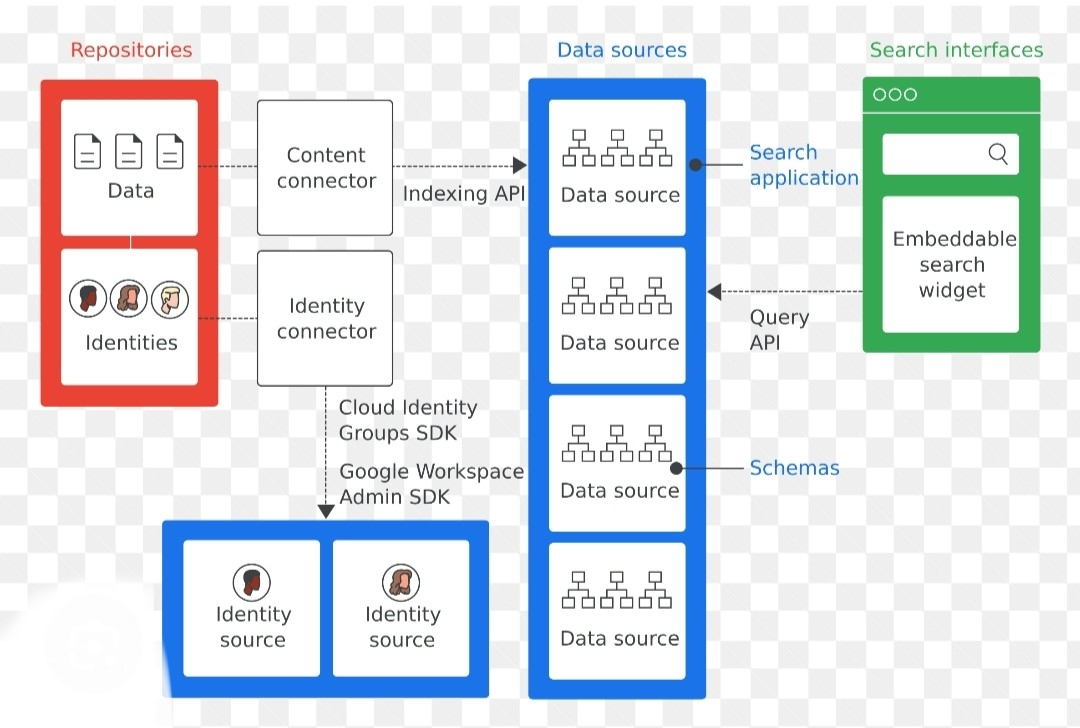 Repositories
Data sources
Search interfaces
Data
Content
connector
Indexing API
Data source
Search
application
Embeddable
search
widget
Identities
Identity
connector
Data source
Query
API
Cloud Identity
Groups SDK
Google Workspace
Admin SDK
Data source
Schemas
Identity
source
Identity
source
Data source